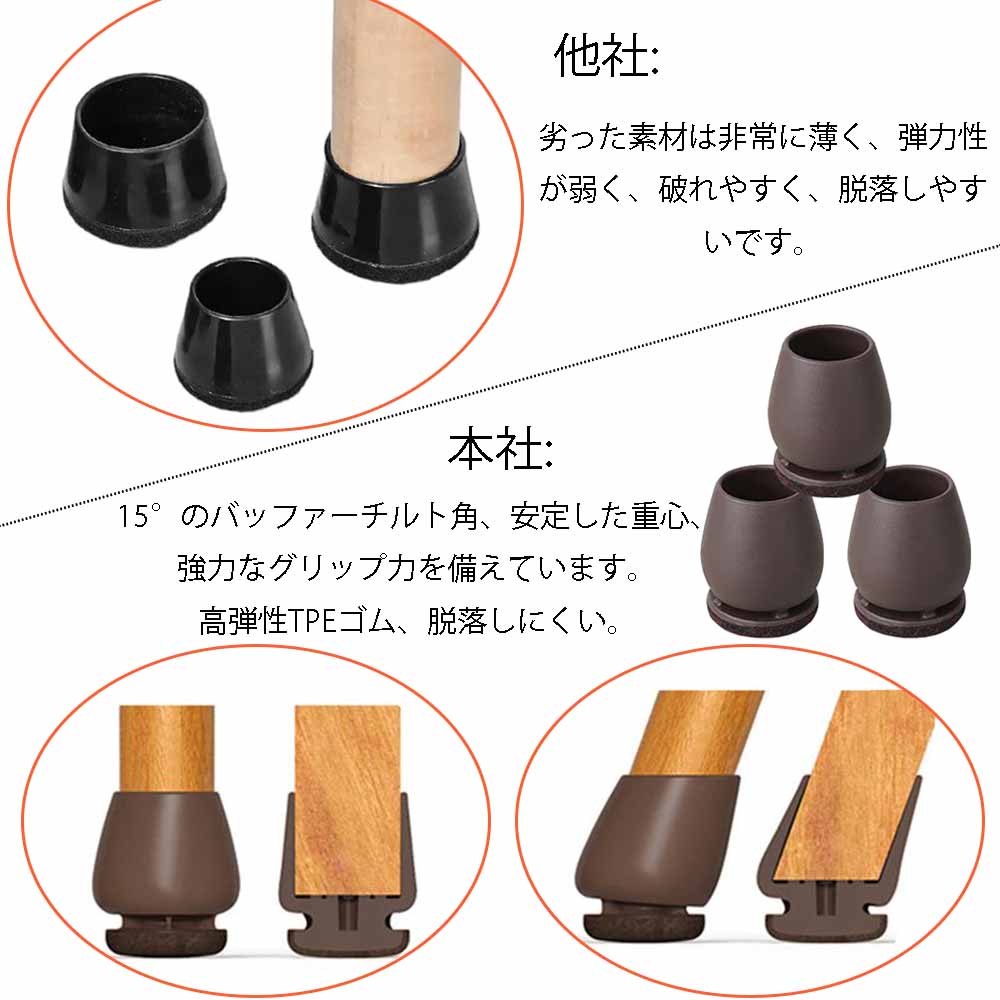 他社:
劣った素材は非常に薄く、弾力性
が弱く、破れやすく、脱落しやす
いです。
本社:
15°のバッファーチルト角、安定した重心、
強力なグリップ力を備えています。
高弾性TPEゴム、脱落しにくい。